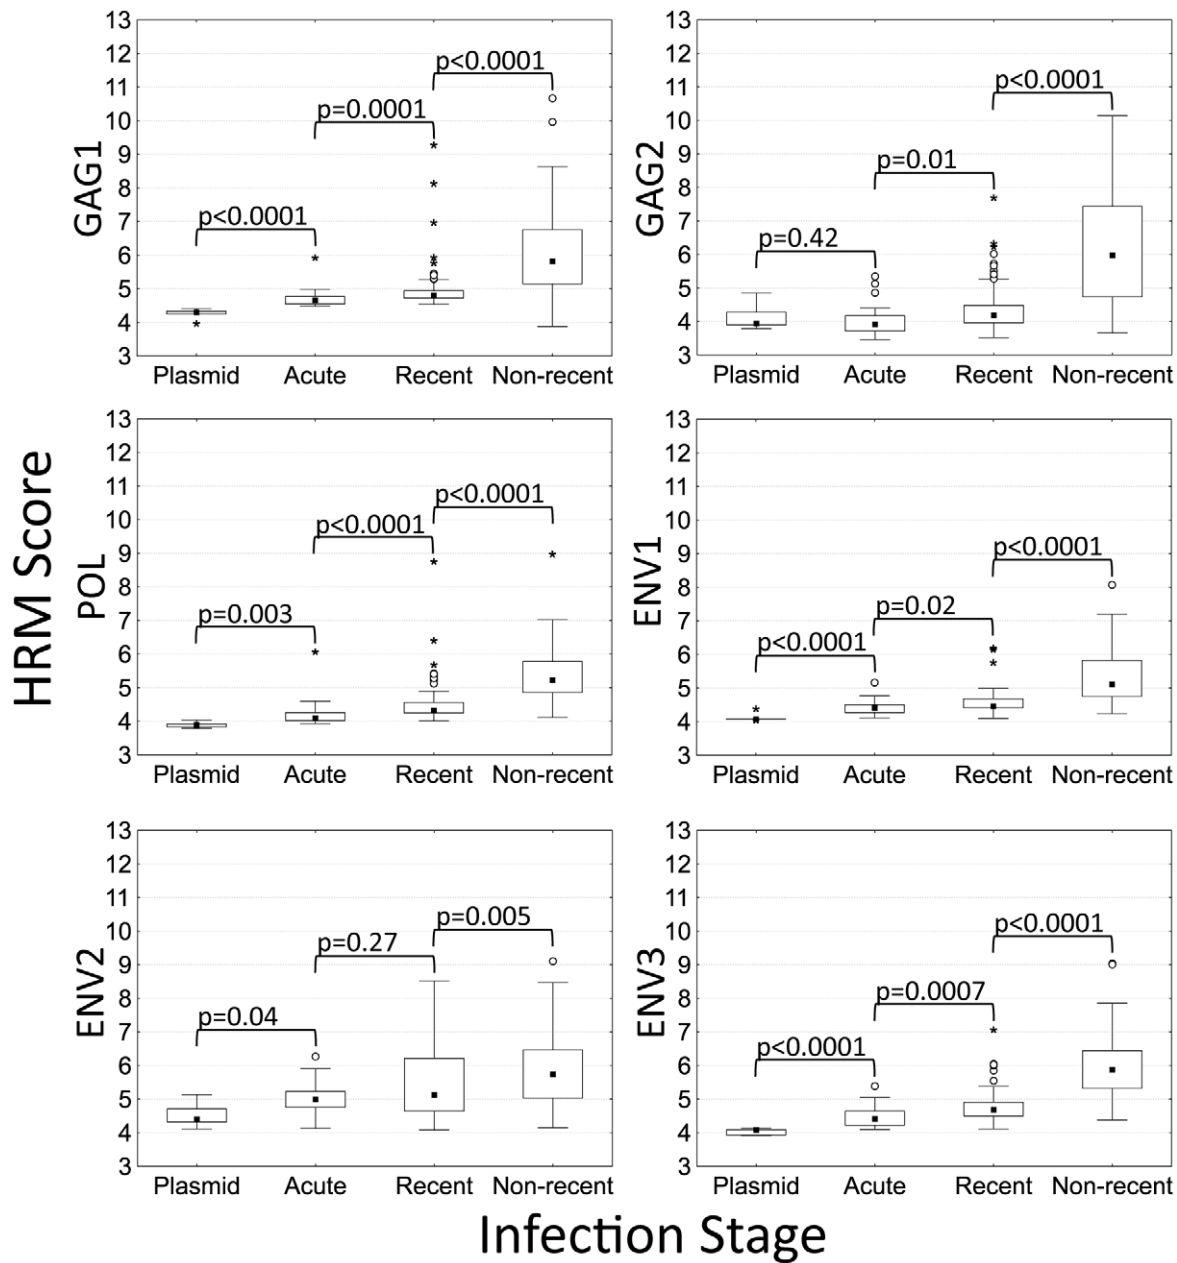 HRM Score
GAG1
13
12
11
10
9
8
7
6
5
4
3
p<0.0001
p=0.0001
p<0.0001
Plasmid Acute Recent Non-recent
GAG2
13
12
11
10
9
8
7
6
5
4
3
p=0.42
p=0.01
p<0.0001
Plasmid Acute Recent Non-recent
POL
13
12
11
10
9
8
7
6
5
4
3
p=0.003
p<0.0001
p<0.0001
Plasmid Acute Recent Non-recent
ENV1
13
12
11
10
9
8
7
6
5
4
3
p<0.0001
p=0.02
p<0.0001
Plasmid Acute Recent Non-recent
ENV2
13
12
11
10
9
8
7
6
5
4
3
p=0.04
p=0.27
p=0.005
Plasmid Acute Recent Non-recent
ENV3
13
12
11
10
9
8
7
6
5
4
3
p<0.0001
p=0.0007
p<0.0001
Plasmid Acute Recent Non-recent
Infection Stage